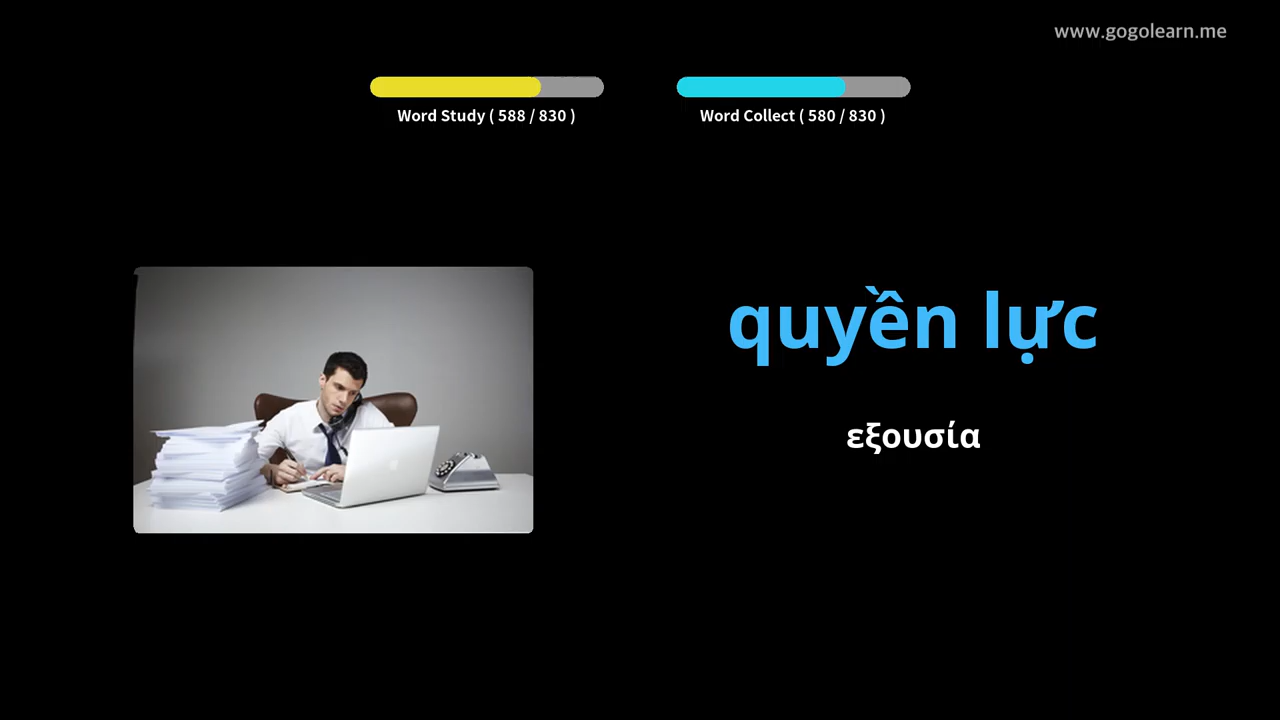 www.gogolearn.me
Word Study ( 588 / 830 )
Word Collect ( 580 / 830 )
quyền lực
εξουσία